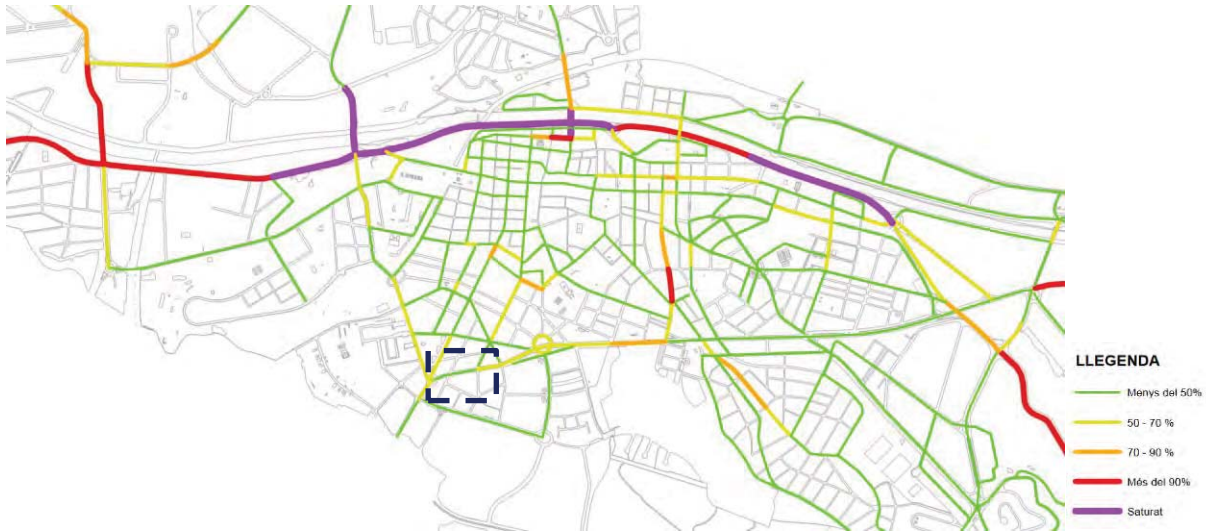 LLEGENDA
Menys del 50%
50 - 70 %
70 - 90 %
Més del 90%
Saturat